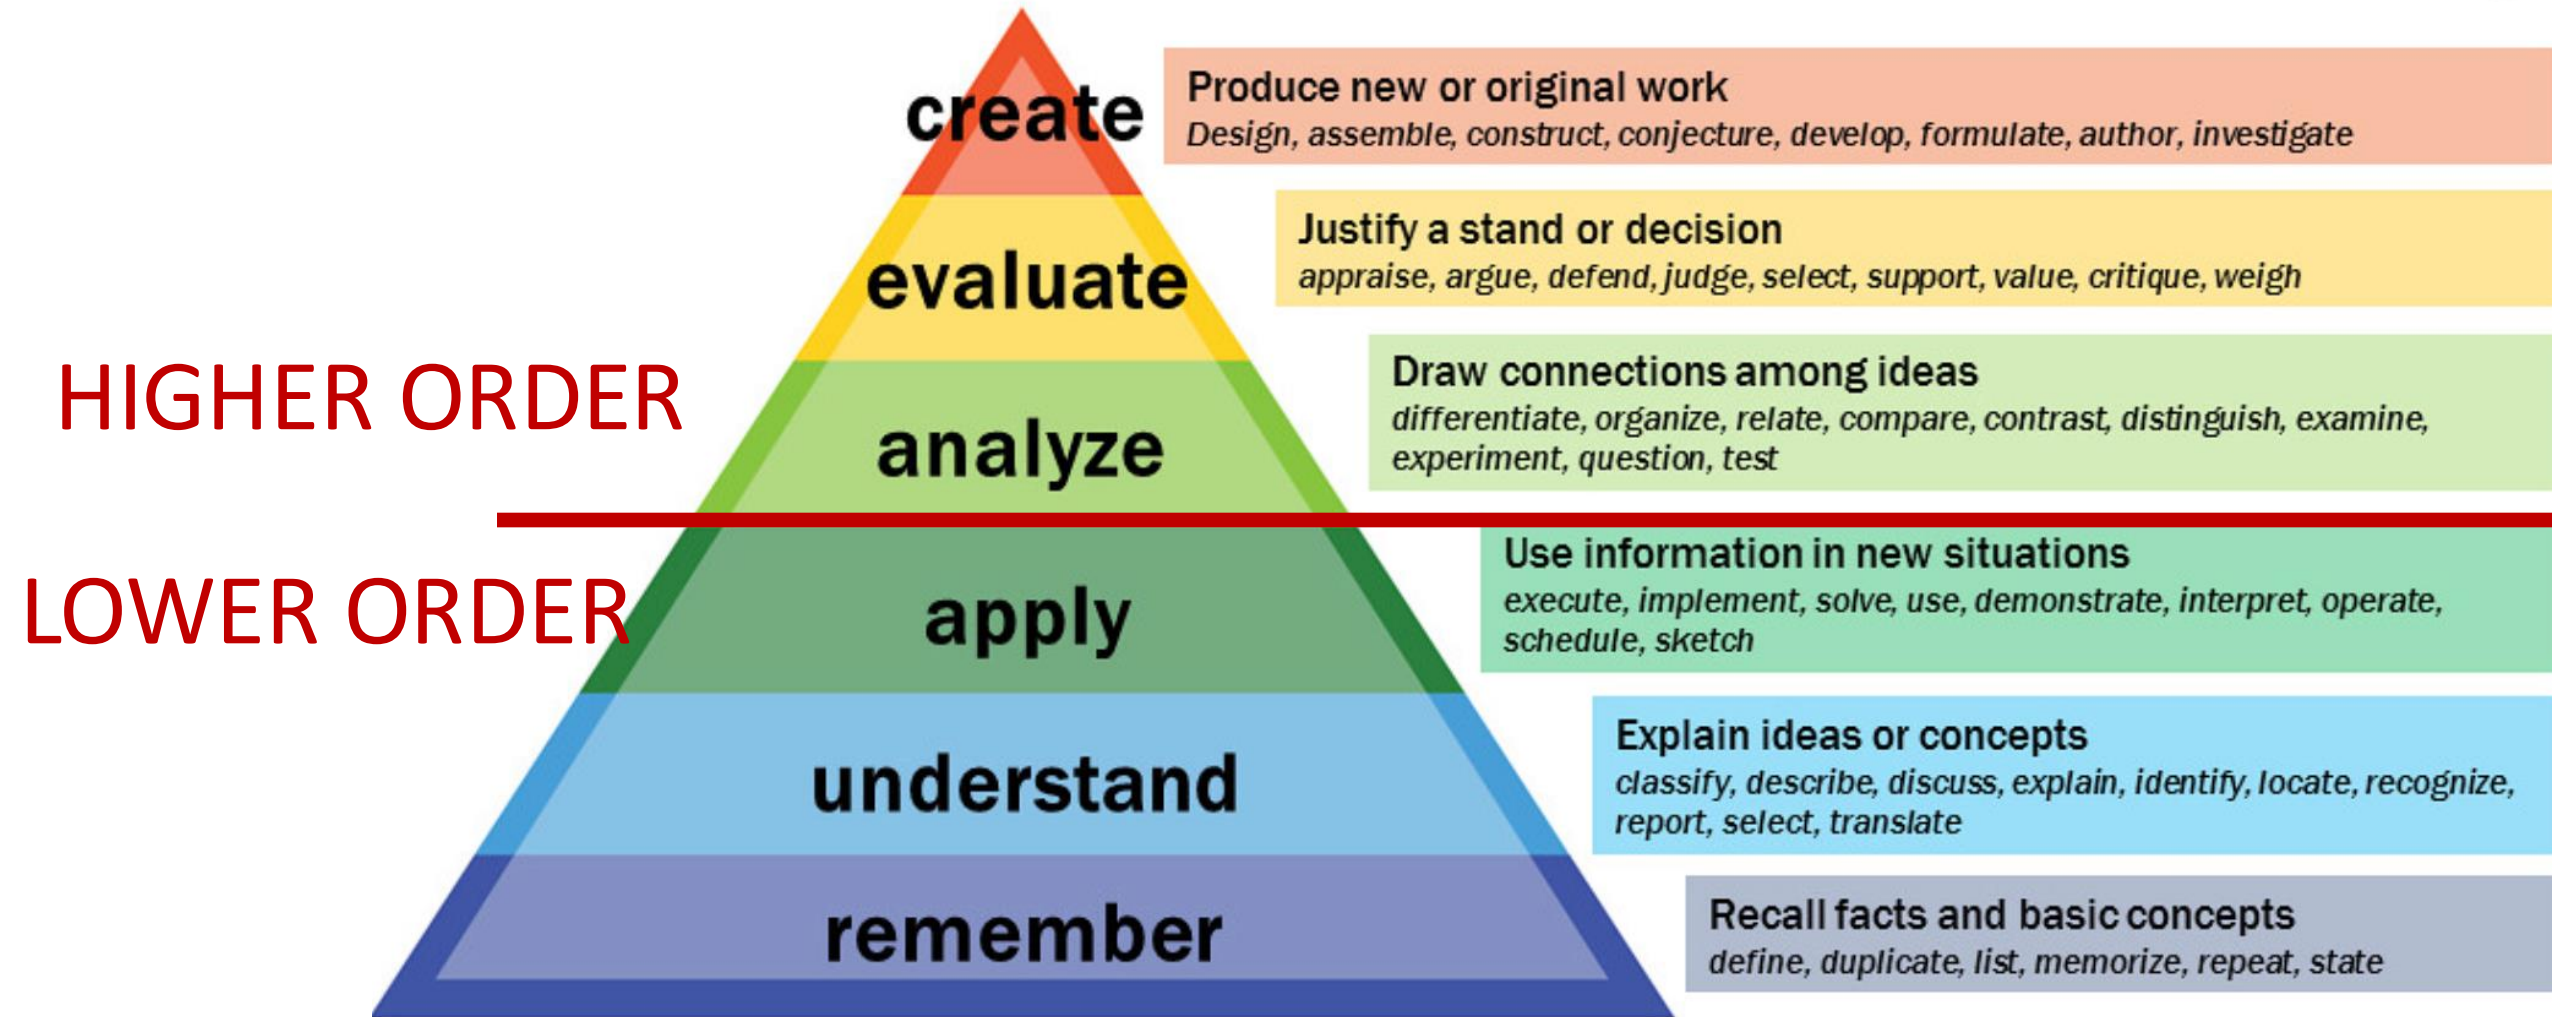 create
Produce new or original work
Design, assemble, construct, conjecture, develop, formulate, author, investigate
evaluate
Justify a stand or decision
appraise, argue, defend, judge, select, support, value, critique, weigh
HIGHER ORDER
analyze
Draw connections among ideas
differentiate, organize, relate, compare, contrast, distinguish, examine,
experiment, question, test
LOWER ORDER
apply
Use information in new situations
execute, implement, solve, use, demonstrate, interpret, operate,
schedule, sketch
understand
Explain ideas or concepts
classify, describe, discuss, explain, identify, locate, recognize,
report, select, translate
remember
Recall facts and basic concepts
define, duplicate, list, memorize, repeat, state